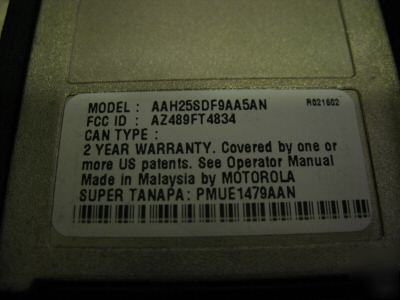 MODEL : AAH25SDF9AA5AN R021602
FCC ID : AZ489FT4834
CAN TYPE :
2 YEAR WARRANTY. Covered by one or
more US patents. See Operator Manual
Made in Malaysia by MOTOROLA
SUPER TANAPA: PMUE1479AAN